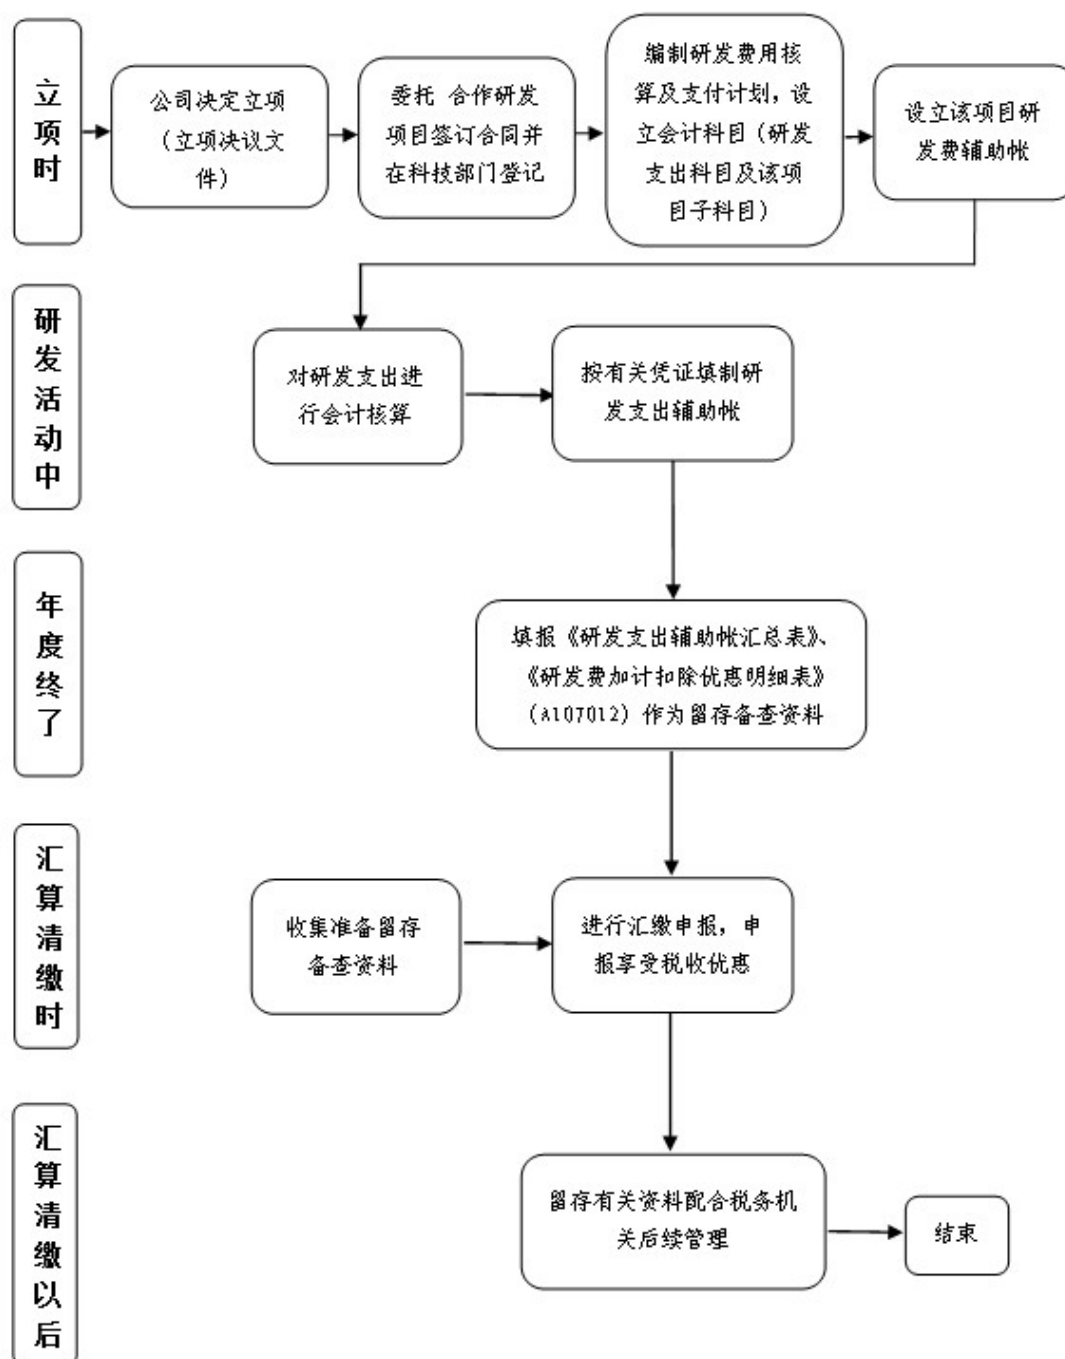 立项时
公司决定立项
（立项决议文
件）
委托 合作研发
项目签订合同并
在科技部门登记
编制研发费用核
算及支付计划，设
立会计科目（研发
支出科目及该项
目子科目）
设立该项目研
发费辅助帐
研发活动中
对研发支出进
行会计核算
按有关凭证填制研
发支出辅助帐
年度终了
填报《研发支出辅助帐汇总表》、
《研发费加计扣除优惠明细表》
（A107012）作为留存备查资料
汇算清缴时
收集准备留存
备查资料
进行汇缴申报，申
报享受税收优惠
汇算清缴以后
留存有关资料配合税务机
关后续管理
结束